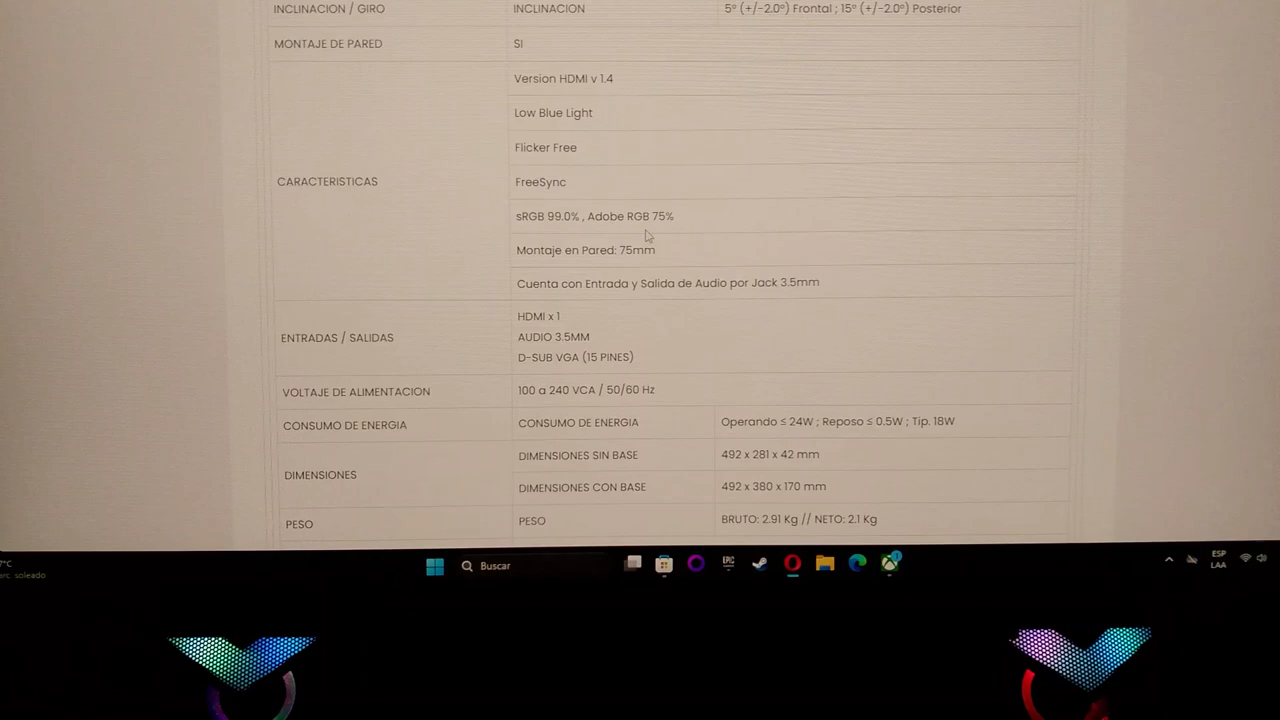 INCLINACION / GIRO INCLINACION 5º (+/-2.0º) Frontal ; 15º (+/-2.0º) Posterior
MONTAJE DE PARED SI
CARACTERISTICAS
Version HDMI v 1.4
Low Blue Light
Flicker Free
FreeSync
sRGB 99.0% , Adobe RGB 75%
Montaje en Pared: 75mm
Cuenta con Entrada y Salida de Audio por Jack 3.5mm
ENTRADAS / SALIDAS
HDMI x 1
AUDIO 3.5MM
D-SUB VGA (15 PINES)
VOLTAJE DE ALIMENTACION 100 a 240 VCA / 50/60 Hz
CONSUMO DE ENERGIA CONSUMO DE ENERGIA Operando ≤ 24W ; Reposo ≤ 0.5W ; Tip. 18W
DIMENSIONES
DIMENSIONES SIN BASE 492 x 281 x 42 mm
DIMENSIONES CON BASE 492 x 380 x 170 mm
PESO PESO BRUTO: 2.91 Kg // NETO: 2.1 Kg
7°C
soleado
Buscar
EPIC
1
ESP
LAA